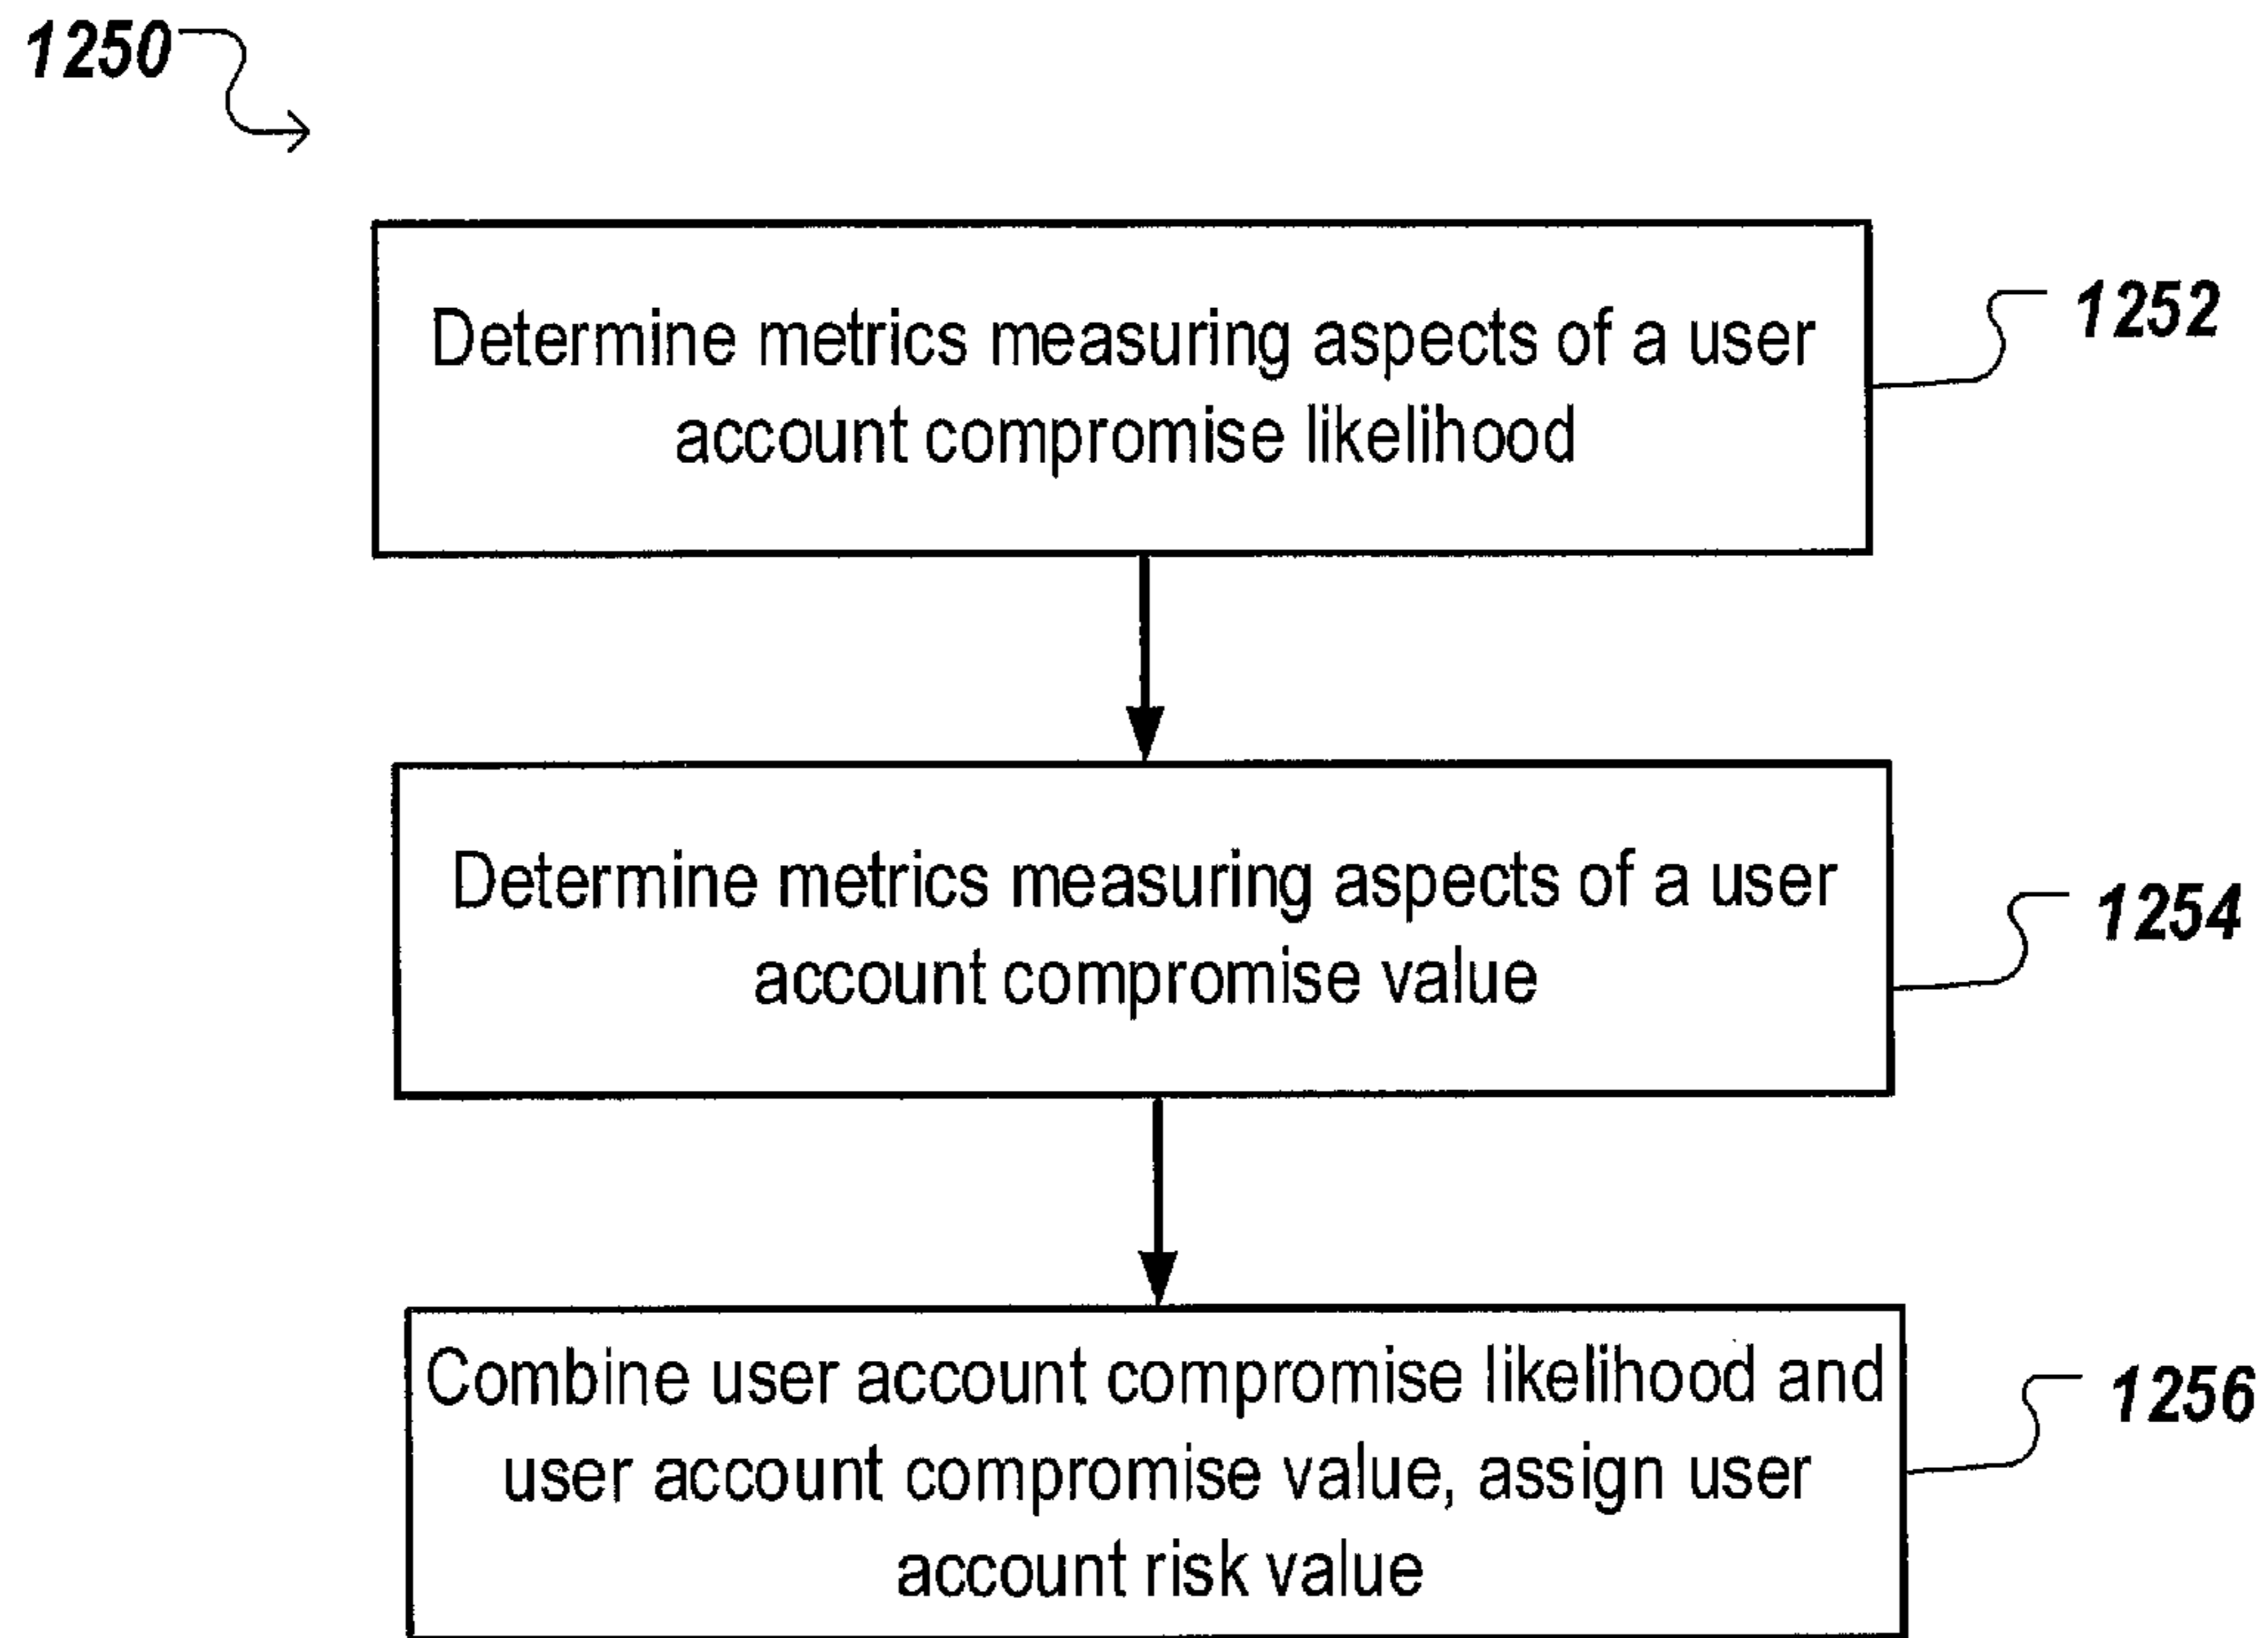 1250
Determine metrics measuring aspects of a user
account compromise likelihood
1252
Determine metrics measuring aspects of a user
account compromise value
1254
Combine user account compromise likelihood and
user account compromise value, assign user
account risk value
1256